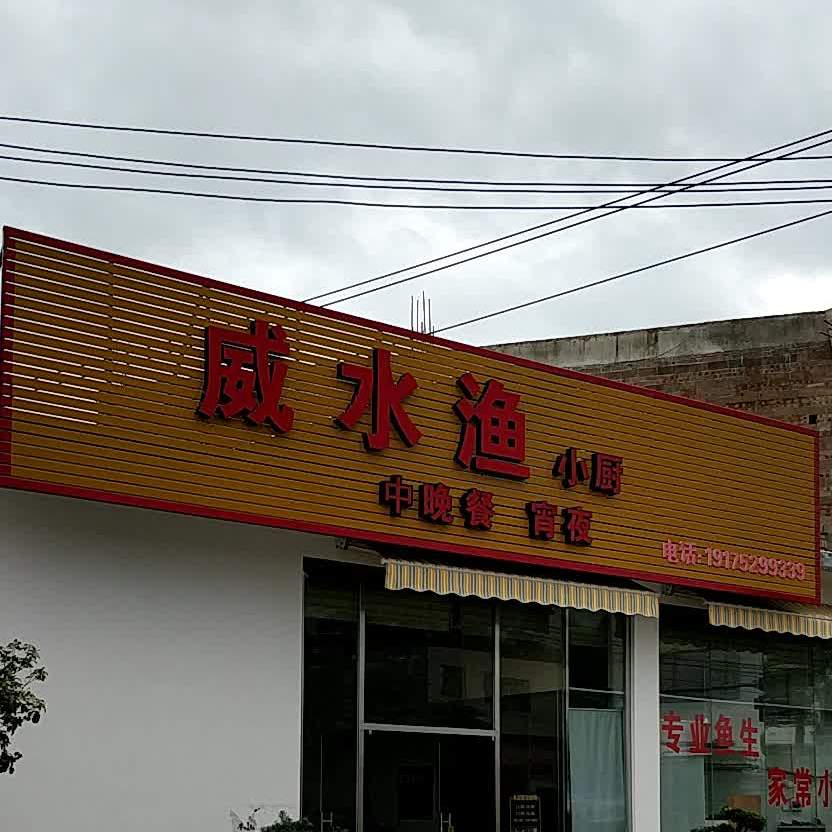 威水渔小厨
中晚餐 宵夜
电话:19175299339
专业鱼生
家常小